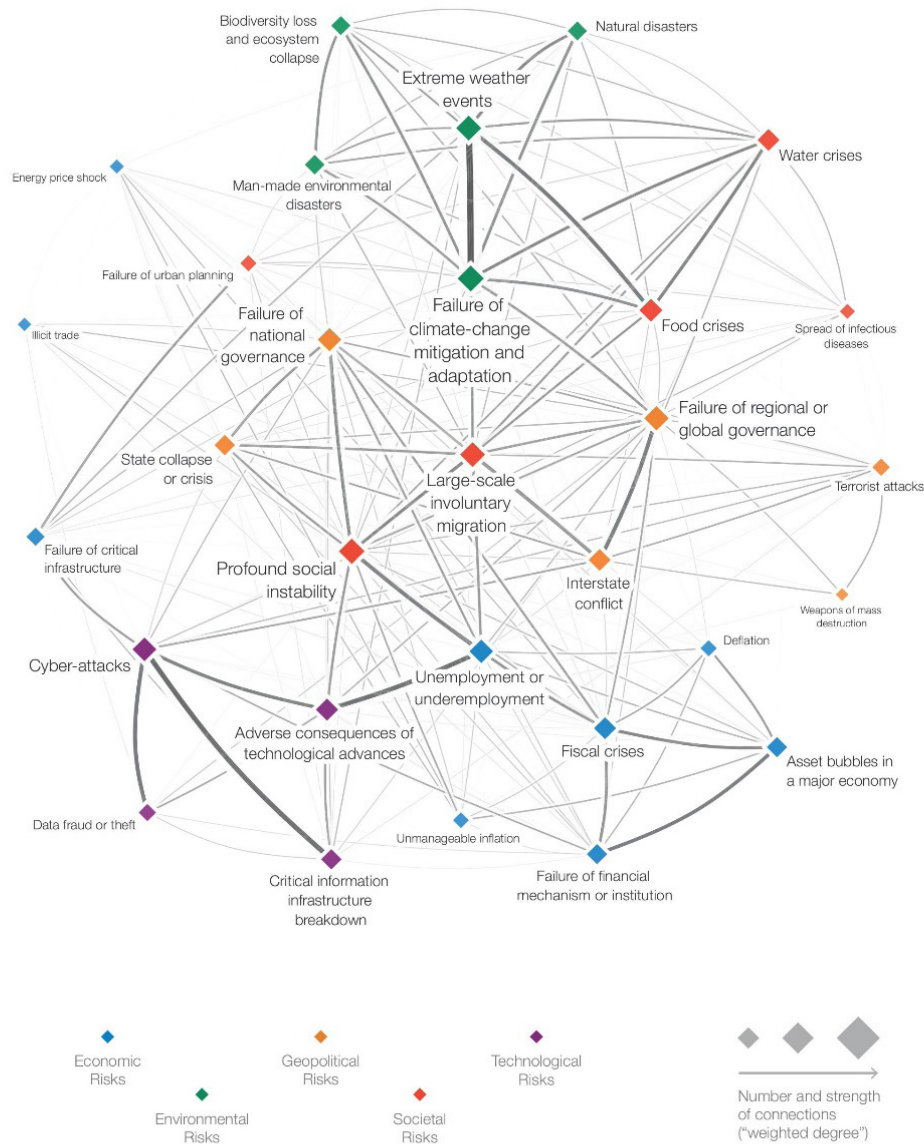 Biodiversity loss
and ecosystem
collapse
Natural disasters
Extreme weather
events
Water crises
Energy price shock
Man-made environmental
disasters
Failure of urban planning
Illicit trade
Failure of
national
governance
Failure of
climate-change
mitigation and
adaptation
Food crises
Spread of infectious
diseases
Failure of regional or
global governance
State collapse
or crisis
Large-scale
involuntary
migration
Terrorist attacks
Failure of critical
infrastructure
Profound social
instability
Interstate
conflict
Weapons of mass
destruction
Cyber-attacks
Unemployment or
underemployment
Deflation
Adverse consequences of
technological advances
Fiscal crises
Asset bubbles in
a major economy
Data fraud or theft
Unmanageable inflation
Critical information
infrastructure
breakdown
Failure of financial
mechanism or institution
Economic
Risks
Geopolitical
Risks
Technological
Risks
Environmental
Risks
Societal
Risks
Number and strength
of connections
("weighted degree")